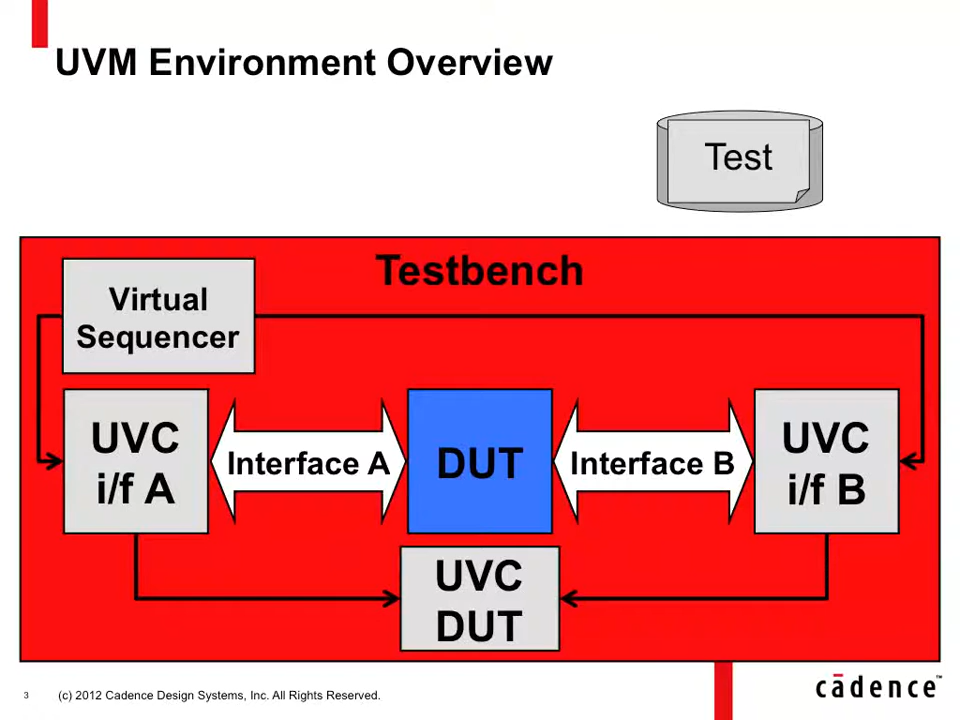 UVM Environment Overview
Test
Testbench
Virtual
Sequencer
UVC
i/f A
Interface A
DUT
Interface B
UVC
i/f B
UVC
DUT
3
(c) 2012 Cadence Design Systems, Inc. All Rights Reserved.
cādence™